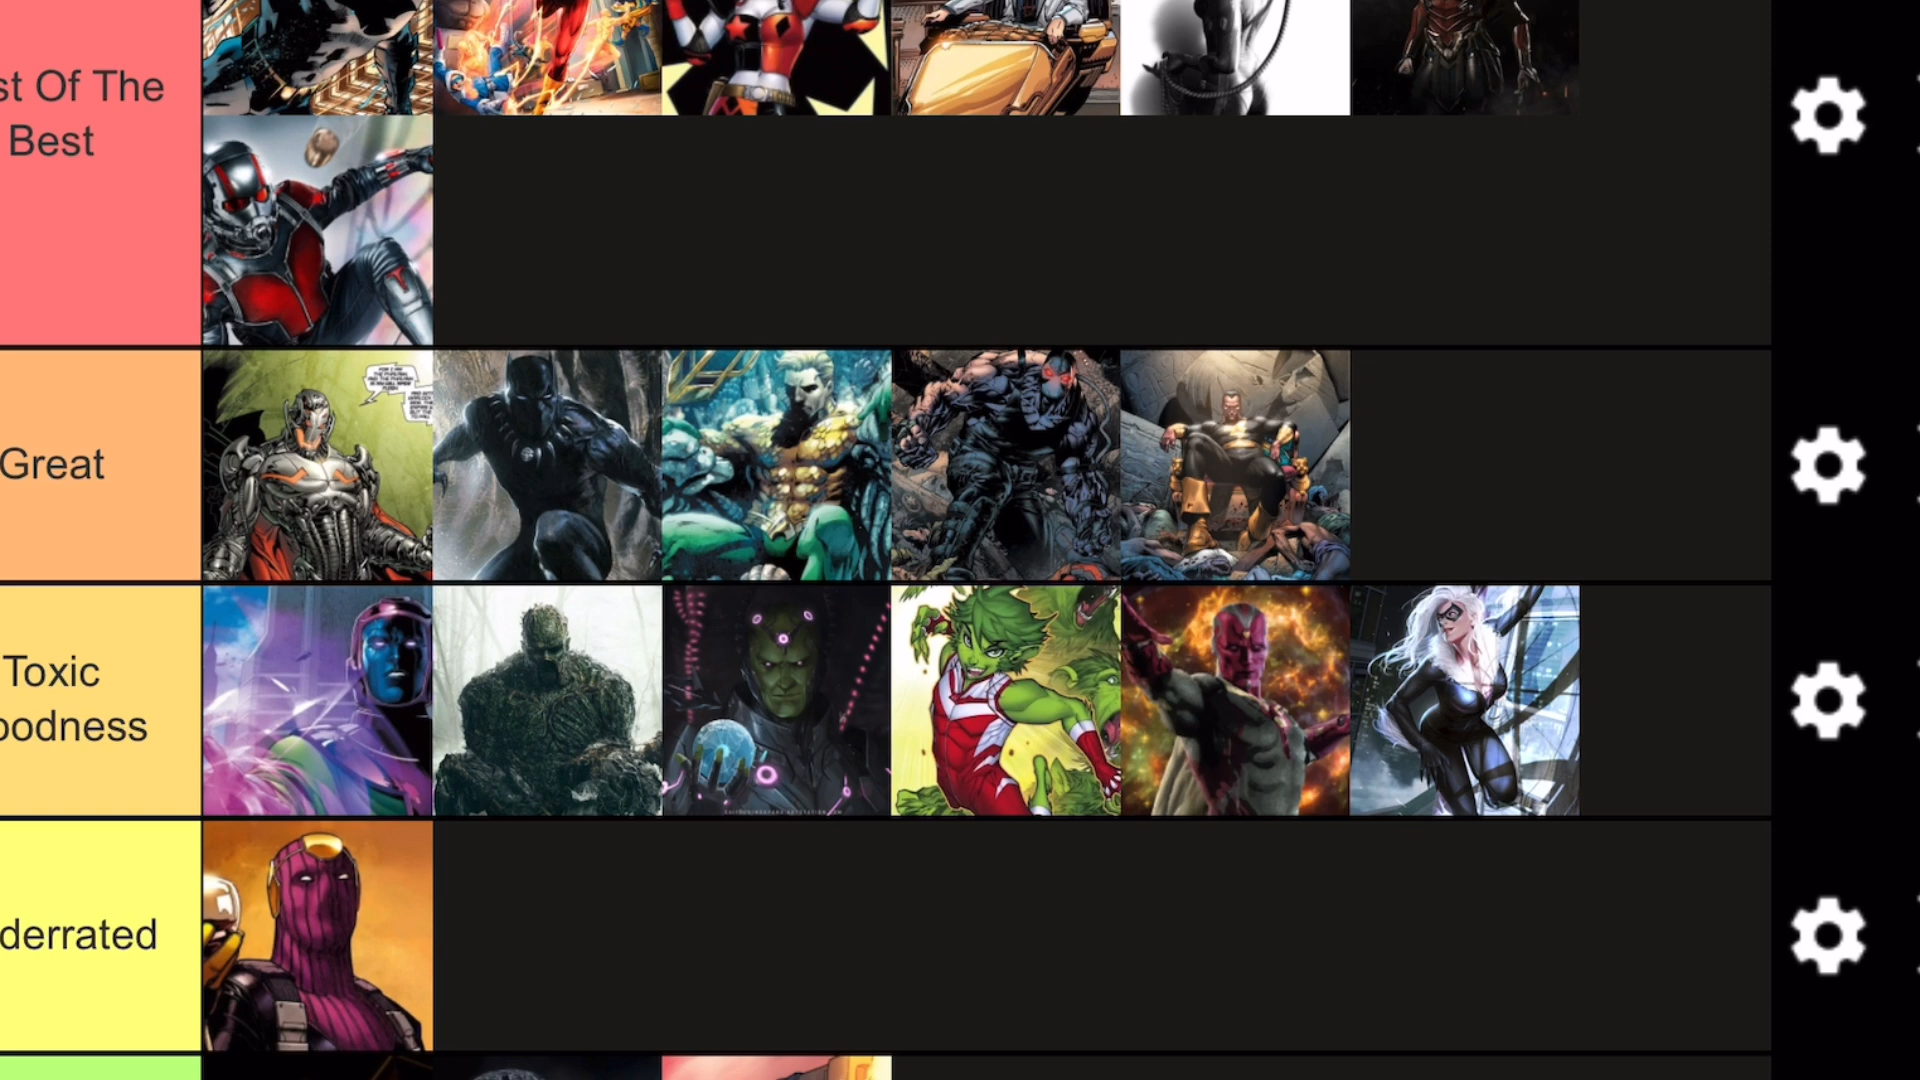 st Of The
Best
Great
Toxic
oodness
derrated